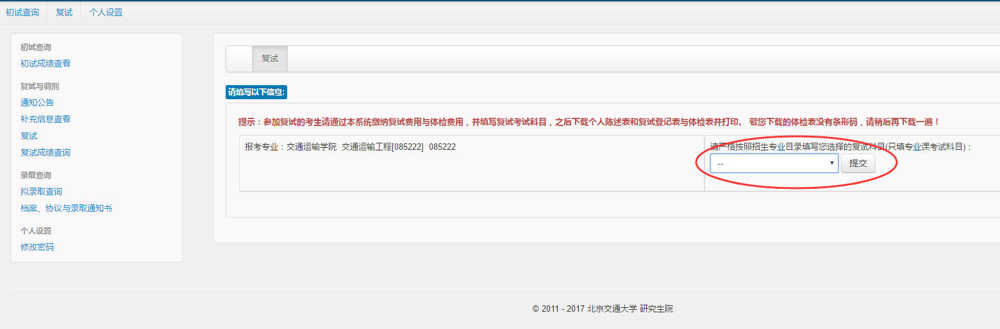 初试查询 复试 个人设置
初试查询
初试成绩查看
复试与调剂
通知公告
补充信息查看
复试
复试成绩查询
录取查询
拟录取查询
档案、协议与录取通知书
个人设置
修改密码
复试
请填写以下信息:
提示：参加复试的考生请通过本系统缴纳复试费用与体检费用，并填写复试考试科目，之后下载个人陈述表和复试登记表与体检表并打印。 若您下载的体检表没有条形码，请稍后再下载一遍！
报考专业：交通运输学院 交通运输工程[085222] 085222
请严格按照招生专业目录填写您选择的复试科目(只填专业课考试科目)：
-- 提交
© 2011 - 2017 北京交通大学 研究生院